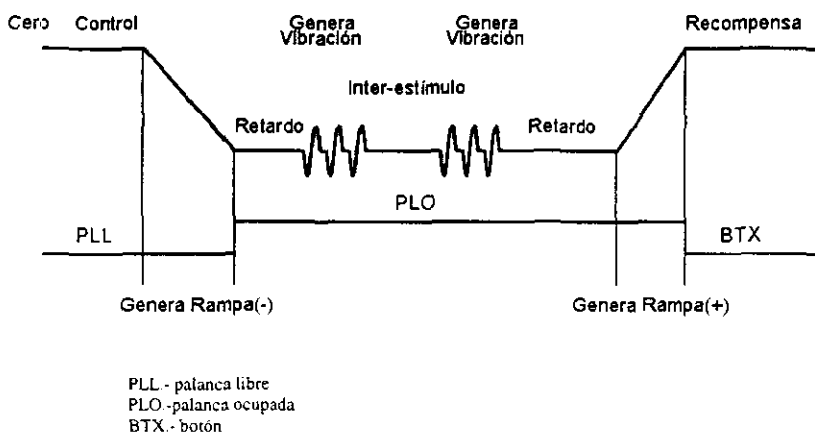 Cero Control Genera Vibración Genera Vibración Recompensa
Inter-estímulo
Retardo Retardo
PLO
PLL BTX
Genera Rampa(-) Genera Rampa(+)
PLL.- palanca libre
PLO.-palanca ocupada
BTX.- botón